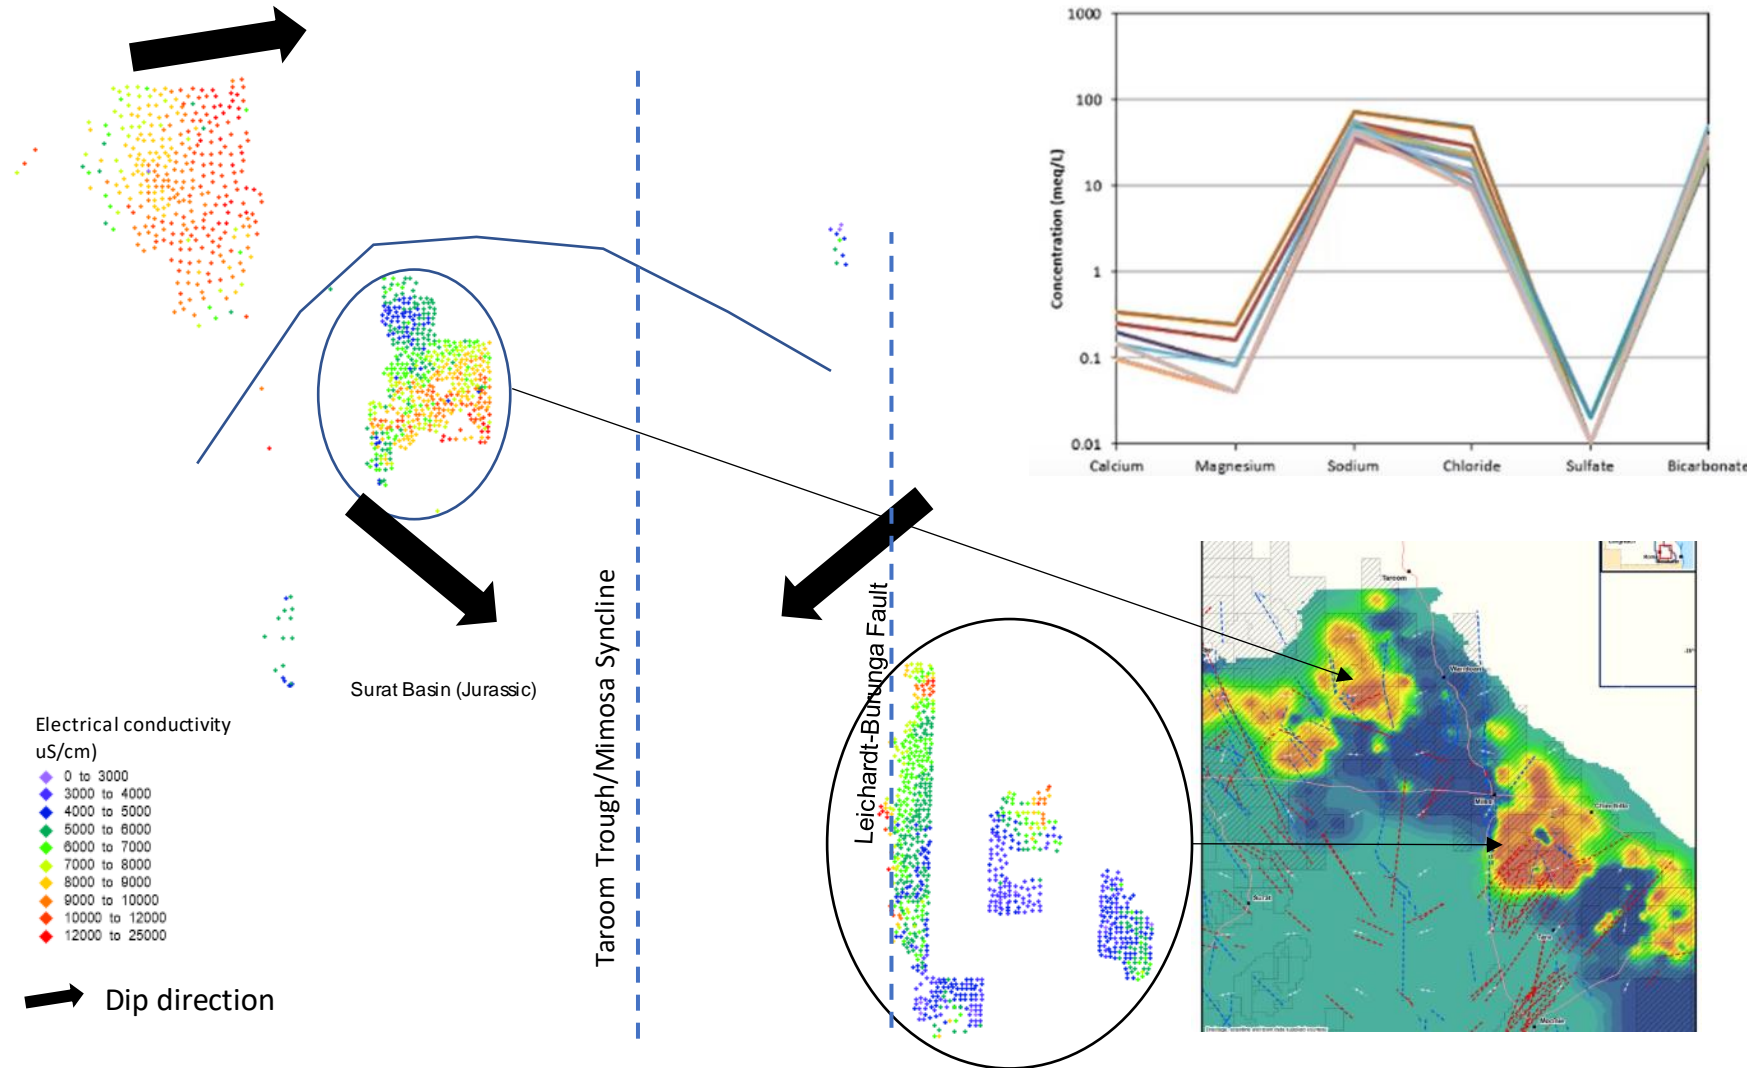 1000
100
10
1
0.1
0.01
Concentration (meq/L)
Calcium
Magnesium
Sodium
Chloride
Sulfate
Bicarbonate
Taroom Trough/Mimosa Syncline
Leichardt-Burunga Fault
Surat Basin (Jurassic)
Electrical conductivity
uS/cm)
0 to 3000
3000 to 4000
4000 to 5000
5000 to 6000
6000 to 7000
7000 to 8000
8000 to 9000
9000 to 10000
10000 to 12000
12000 to 25000
Dip direction
Taroom
Wandoan
Miles
Chinchilla
Surat
Tara
Moonie